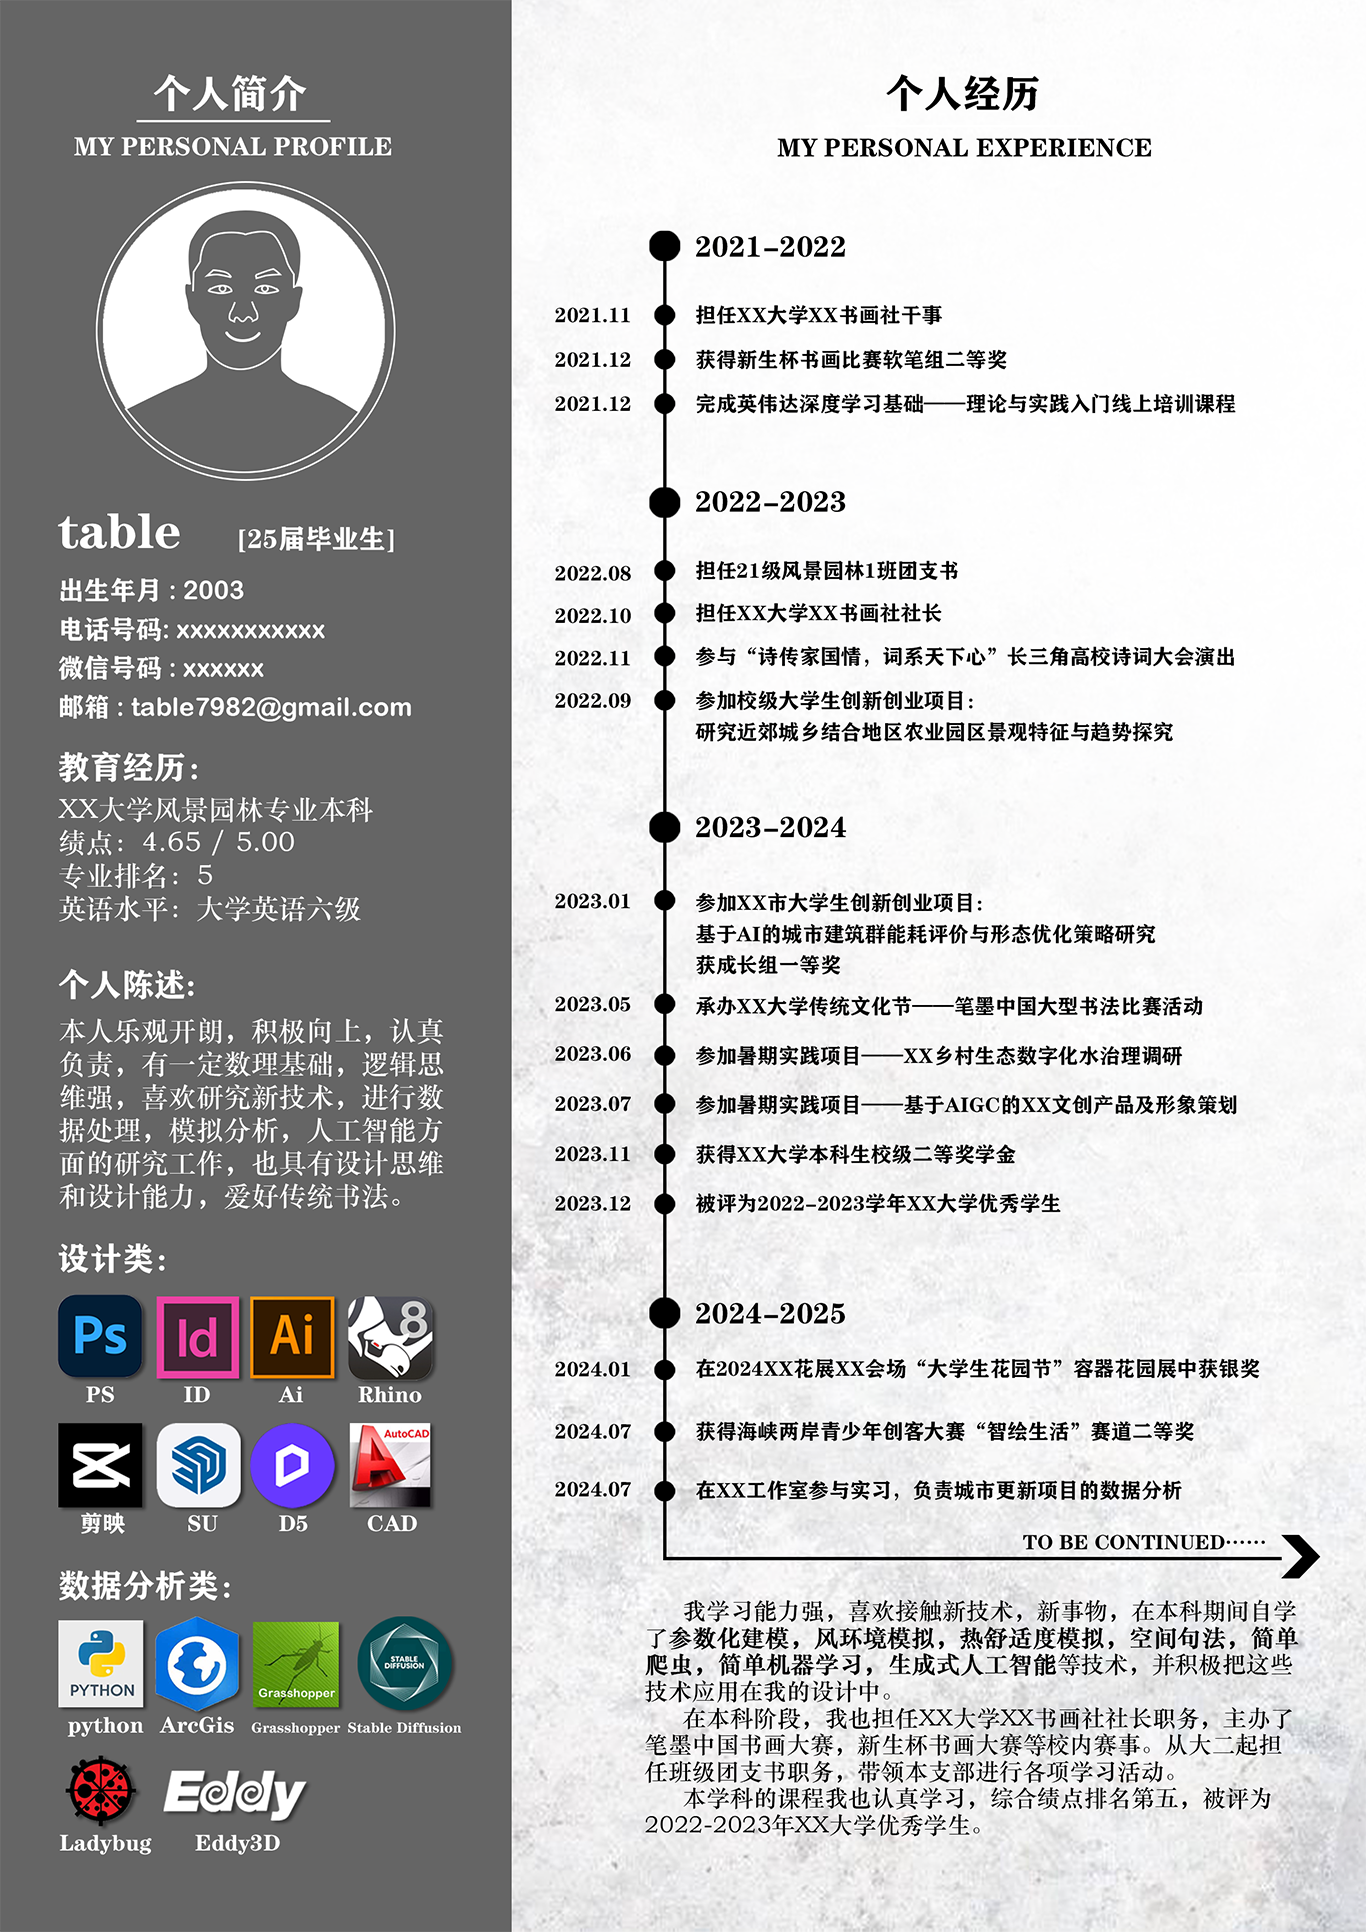 个人简介
MY PERSONAL PROFILE
table [25届毕业生]
出生年月 : 2003
电话号码: xxxxxxxxxxx
微信号码 : xxxxxx
邮箱 : table7982@gmail.com
教育经历：
XX大学风景园林专业本科
绩点：4.65 / 5.00
专业排名：5
英语水平：大学英语六级
个人陈述：
本人乐观开朗，积极向上，认真
负责，有一定数理基础，逻辑思
维强，喜欢研究新技术，进行数
据处理，模拟分析，人工智能方
面的研究工作，也具有设计思维
和设计能力，爱好传统书法。
设计类：
Ps Id Ai 8
PS ID Ai Rhino
AutoCAD
A
剪映 SU D5 CAD
数据分析类：
PYTHON Grasshopper STABLE
DIFFUSION
python ArcGis Grasshopper Stable Diffusion
Eddy
Ladybug Eddy3D
个人经历
MY PERSONAL EXPERIENCE
2021-2022
2021.11 担任XX大学XX书画社干事
2021.12 获得新生杯书画比赛软笔组二等奖
2021.12 完成英伟达深度学习基础——理论与实践入门线上培训课程
2022-2023
2022.08 担任21级风景园林1班团支书
2022.10 担任XX大学XX书画社社长
2022.11 参与“诗传家国情，词系天下心”长三角高校诗词大会演出
2022.09 参加校级大学生创新创业项目：
研究近郊城乡结合地区农业园区景观特征与趋势探究
2023-2024
2023.01 参加XX市大学生创新创业项目：
基于AI的城市建筑群能耗评价与形态优化策略研究
获成长组一等奖
2023.05 承办XX大学传统文化节——笔墨中国大型书法比赛活动
2023.06 参加暑期实践项目——XX乡村生态数字化水治理调研
2023.07 参加暑期实践项目——基于AIGC的XX文创产品及形象策划
2023.11 获得XX大学本科生校级二等奖学金
2023.12 被评为2022-2023学年XX大学优秀学生
2024-2025
2024.01 在2024XX花展XX会场“大学生花园节”容器花园展中获银奖
2024.07 获得海峡两岸青少年创客大赛“智绘生活”赛道二等奖
2024.07 在XX工作室参与实习，负责城市更新项目的数据分析
TO BE CONTINUED……
我学习能力强，喜欢接触新技术，新事物，在本科期间自学
了参数化建模，风环境模拟，热舒适度模拟，空间句法，简单
爬虫，简单机器学习，生成式人工智能等技术，并积极把这些
技术应用在我的设计中。
在本科阶段，我也担任XX大学XX书画社社长职务，主办了
笔墨中国书画大赛，新生杯书画大赛等校内赛事。从大二起担
任班级团支书职务，带领本支部进行各项学习活动。
本学科的课程我也认真学习，综合绩点排名第五，被评为
2022-2023年XX大学优秀学生。